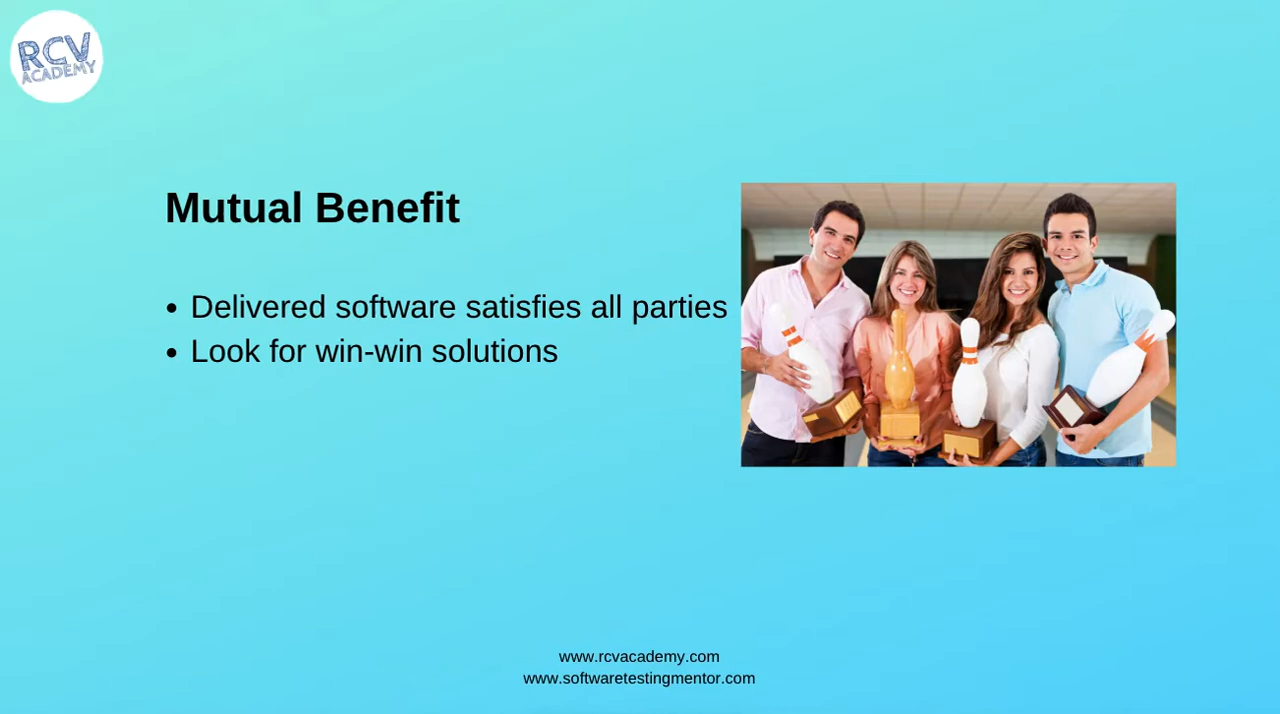 RCV
ACADEMY
Mutual Benefit
• Delivered software satisfies all parties
• Look for win-win solutions
www.rcvacademy.com
www.softwaretestingmentor.com